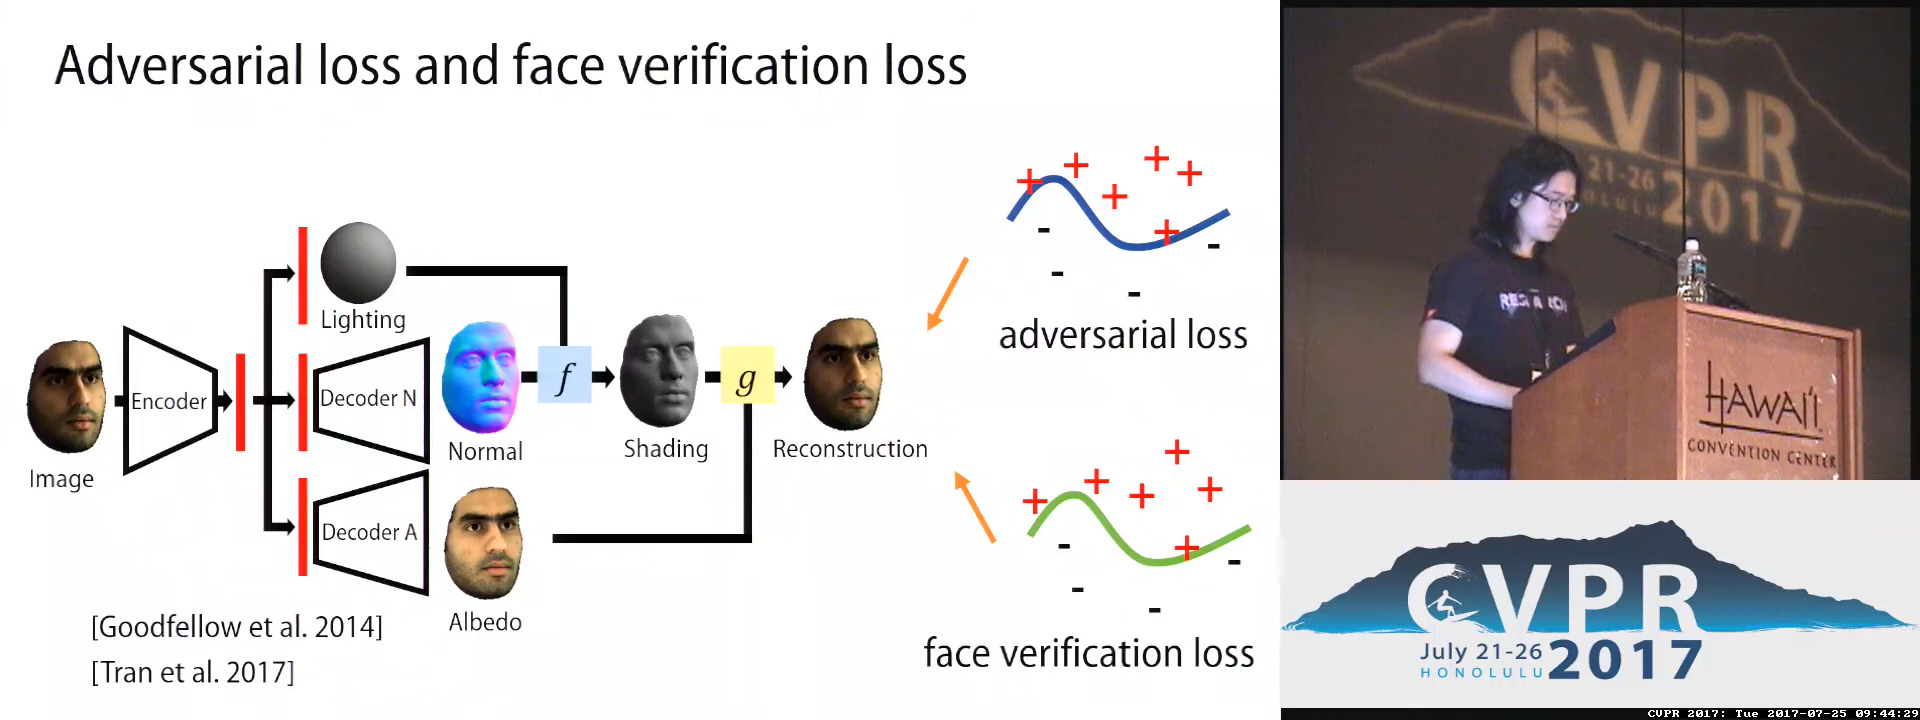 Adversarial loss and face verification loss
Lighting
Image
Encoder
Decoder N
Normal
f
Shading
g
Reconstruction
Decoder A
Albedo
adversarial loss
face verification loss
[Goodfellow et al. 2014]
[Tran et al. 2017]
CVPR
21-26
2017
HAWAI'I
CONVENTION CENTER
CVPR
July 21-26
HONOLULU
2017
CVPR 2017: Tue 2017-07-25 09:44:29